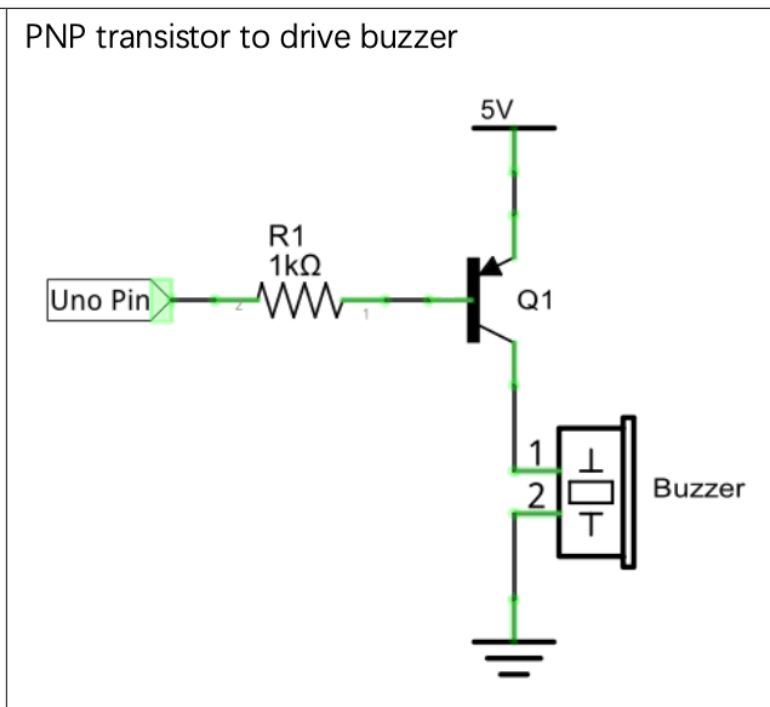 PNP transistor to drive buzzer
5V
R1
1kΩ
Uno Pin
2
1
Q1
1
2
Buzzer